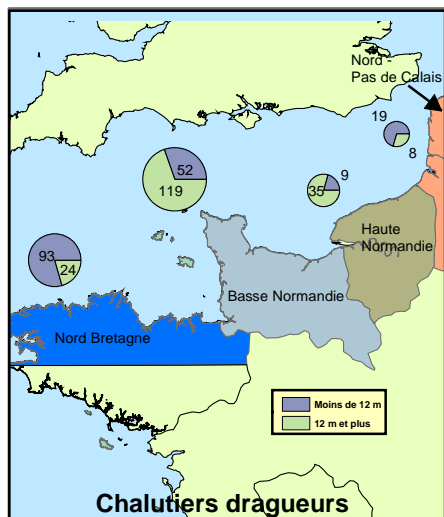 Nord -
Pas de Calais
19
8
52
119
9
35
93
24
Haute
Normandie
Basse Normandie
Nord Bretagne
Moins de 12 m
12 m et plus
Chalutiers dragueurs